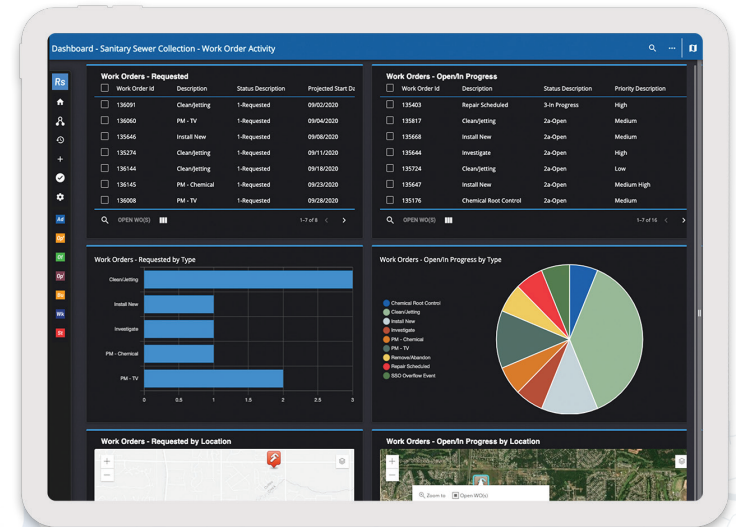 Dashboard - Sanitary Sewer Collection - Work Order Activity
Rs
Ad
Op
Bu
Wk
St
Work Orders - Requested
Work Order Id Description Status Description Projected Start Da
136091 Clean/Jetting 1-Requested 09/02/2020
136060 PM - TV 1-Requested 09/04/2020
135646 Install New 1-Requested 09/08/2020
135274 Clean/Jetting 1-Requested 09/11/2020
136144 Clean/Jetting 1-Requested 09/18/2020
136145 PM - Chemical 1-Requested 09/23/2020
136008 PM - TV 1-Requested 09/28/2020
OPEN WO(S) 1-7 of 8
Work Orders - Open/In Progress
Work Order Id Description Status Description Priority Description
135403 Repair Scheduled 3-In Progress High
135817 Clean/Jetting 2a-Open Medium
135668 Install New 2a-Open Medium
135644 Investigate 2a-Open High
135724 Clean/Jetting 2a-Open Low
135647 Install New 2a-Open Medium High
135176 Chemical Root Control 2a-Open Medium
OPEN WO(S) 1-7 of 16
Work Orders - Requested by Type
Clean/Jetting
Install New
Investigate
PM - Chemical
PM - TV
0 0.5 1 1.5 2 2.5 3
Work Orders - Open/In Progress by Type
Chemical Root Control
Clean/Jetting
Install New
Investigate
PM - Chemical
PM - TV
Remove/Abandon
Repair Scheduled
SSO Overflow Event
Work Orders - Requested by Location
Work Orders - Open/In Progress by Location
Zoom to Open WO(s)